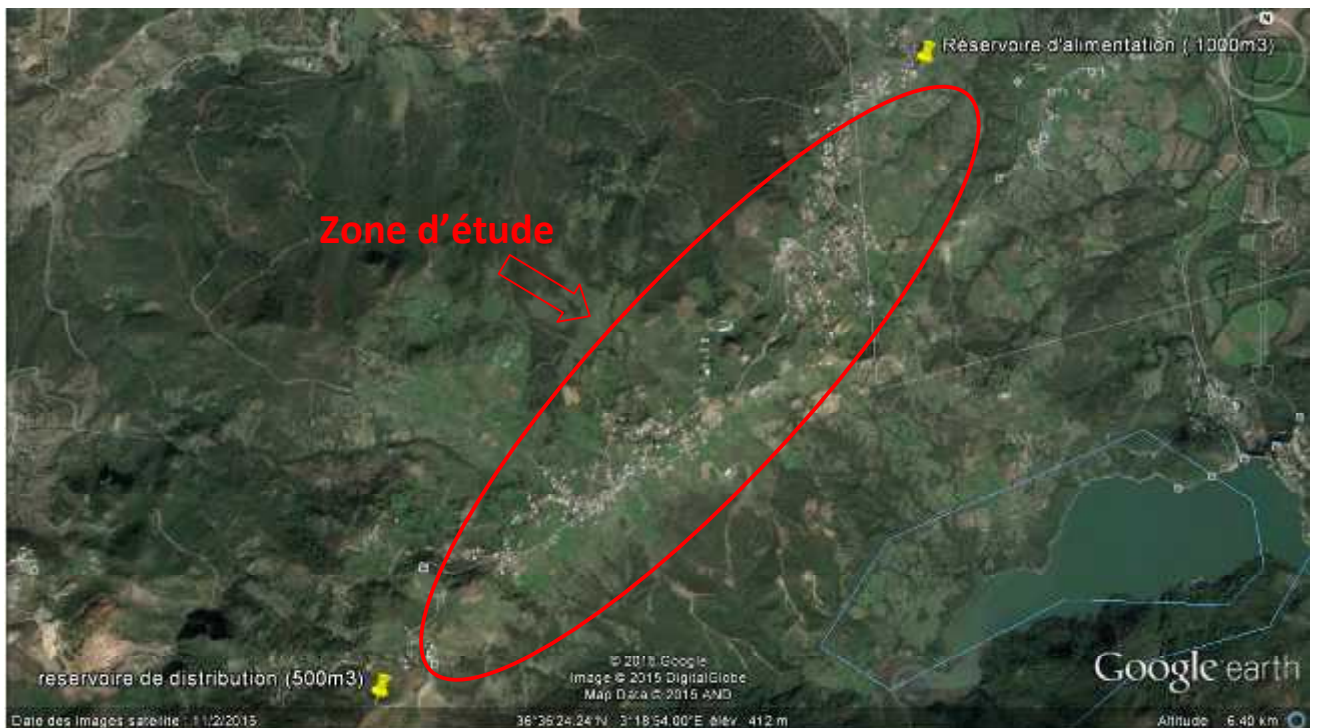 N
Réservoire d'alimentation ( 1000m3)
Zone d'étude
reservoire de distribution (500m3)
© 2015 Google
Image © 2015 DigitalGlobe
Map Data © 2015 AND
Google earth
Date des images satellite : 11/2/2015
36°36'24.24"N 3°18'54.00"E élév. 412 m
Altitude 6.40 km